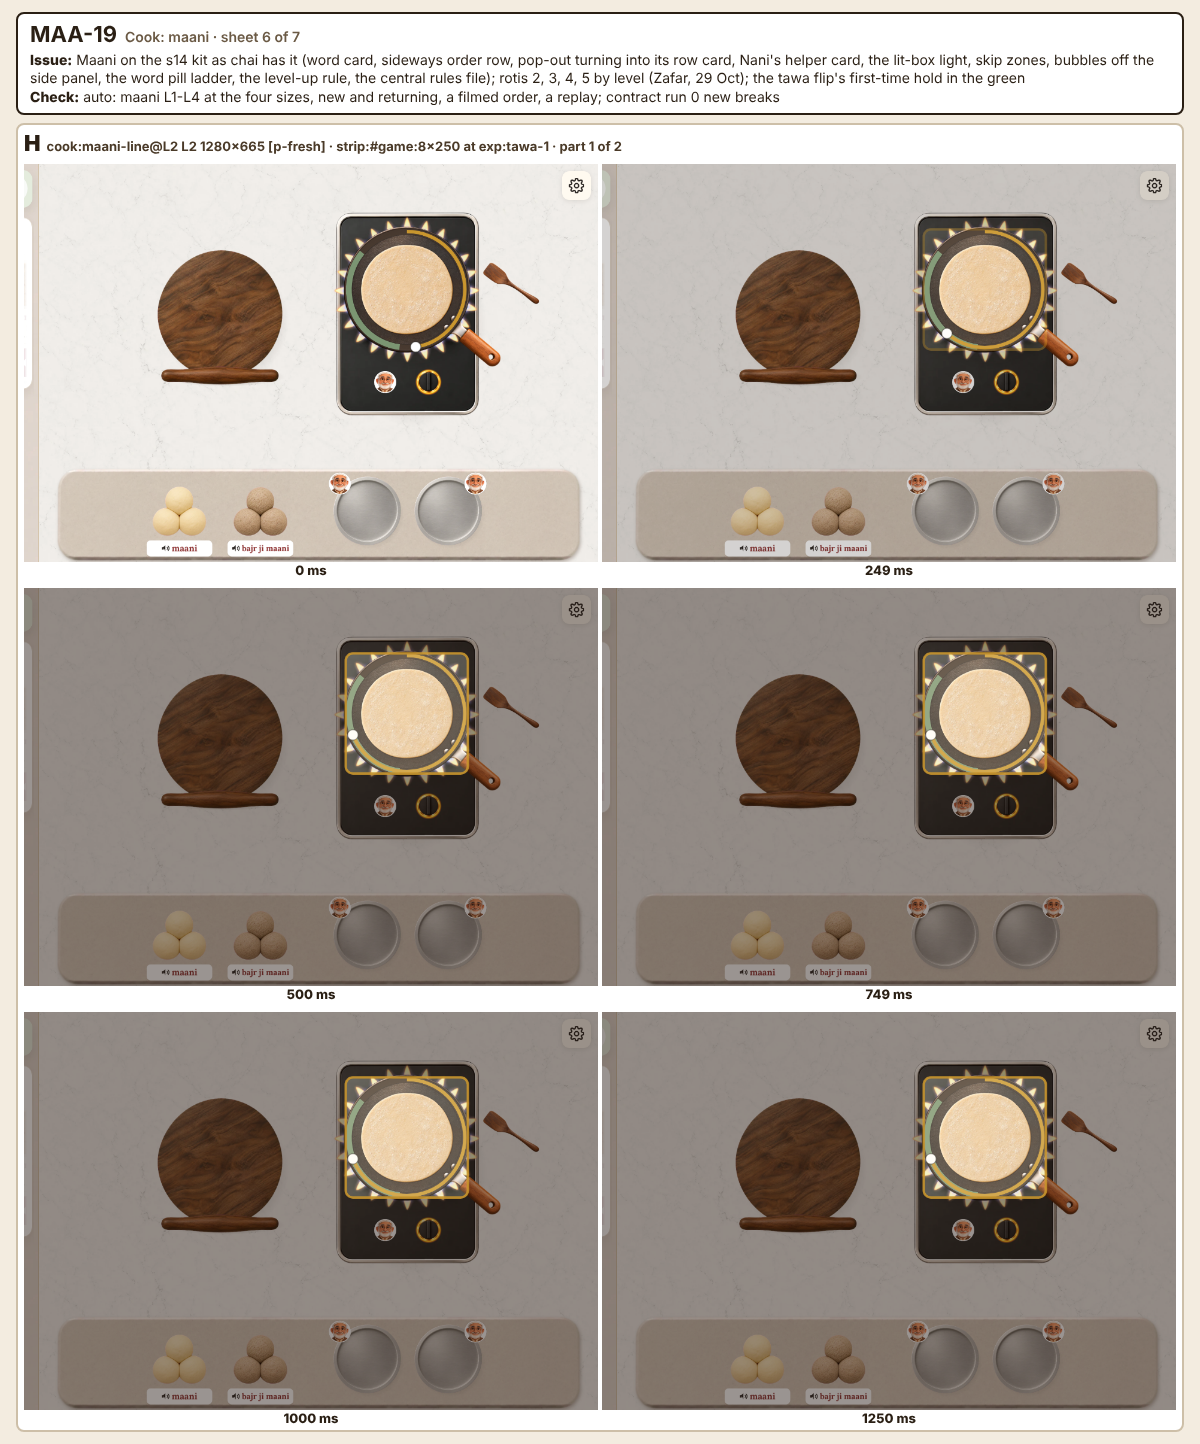 MAA-19 Cook: maani · sheet 6 of 7
Issue: Maani on the s14 kit as chai has it (word card, sideways order row, pop-out turning into its row card, Nani's helper card, the lit-box light, skip zones, bubbles off the
side panel, the word pill ladder, the level-up rule, the central rules file); rotis 2, 3, 4, 5 by level (Zafar, 29 Oct); the tawa flip's first-time hold in the green
Check: auto: maani L1-L4 at the four sizes, new and returning, a filmed order, a replay; contract run 0 new breaks
H cook:maani-line@L2 L2 1280×665 [p-fresh] · strip:#game:8×250 at exp:tawa-1 · part 1 of 2
maani bajr ji maani
maani bajr ji maani
0 ms
249 ms
maani bajr ji maani
maani bajr ji maani
500 ms
749 ms
maani bajr ji maani
maani bajr ji maani
1000 ms
1250 ms